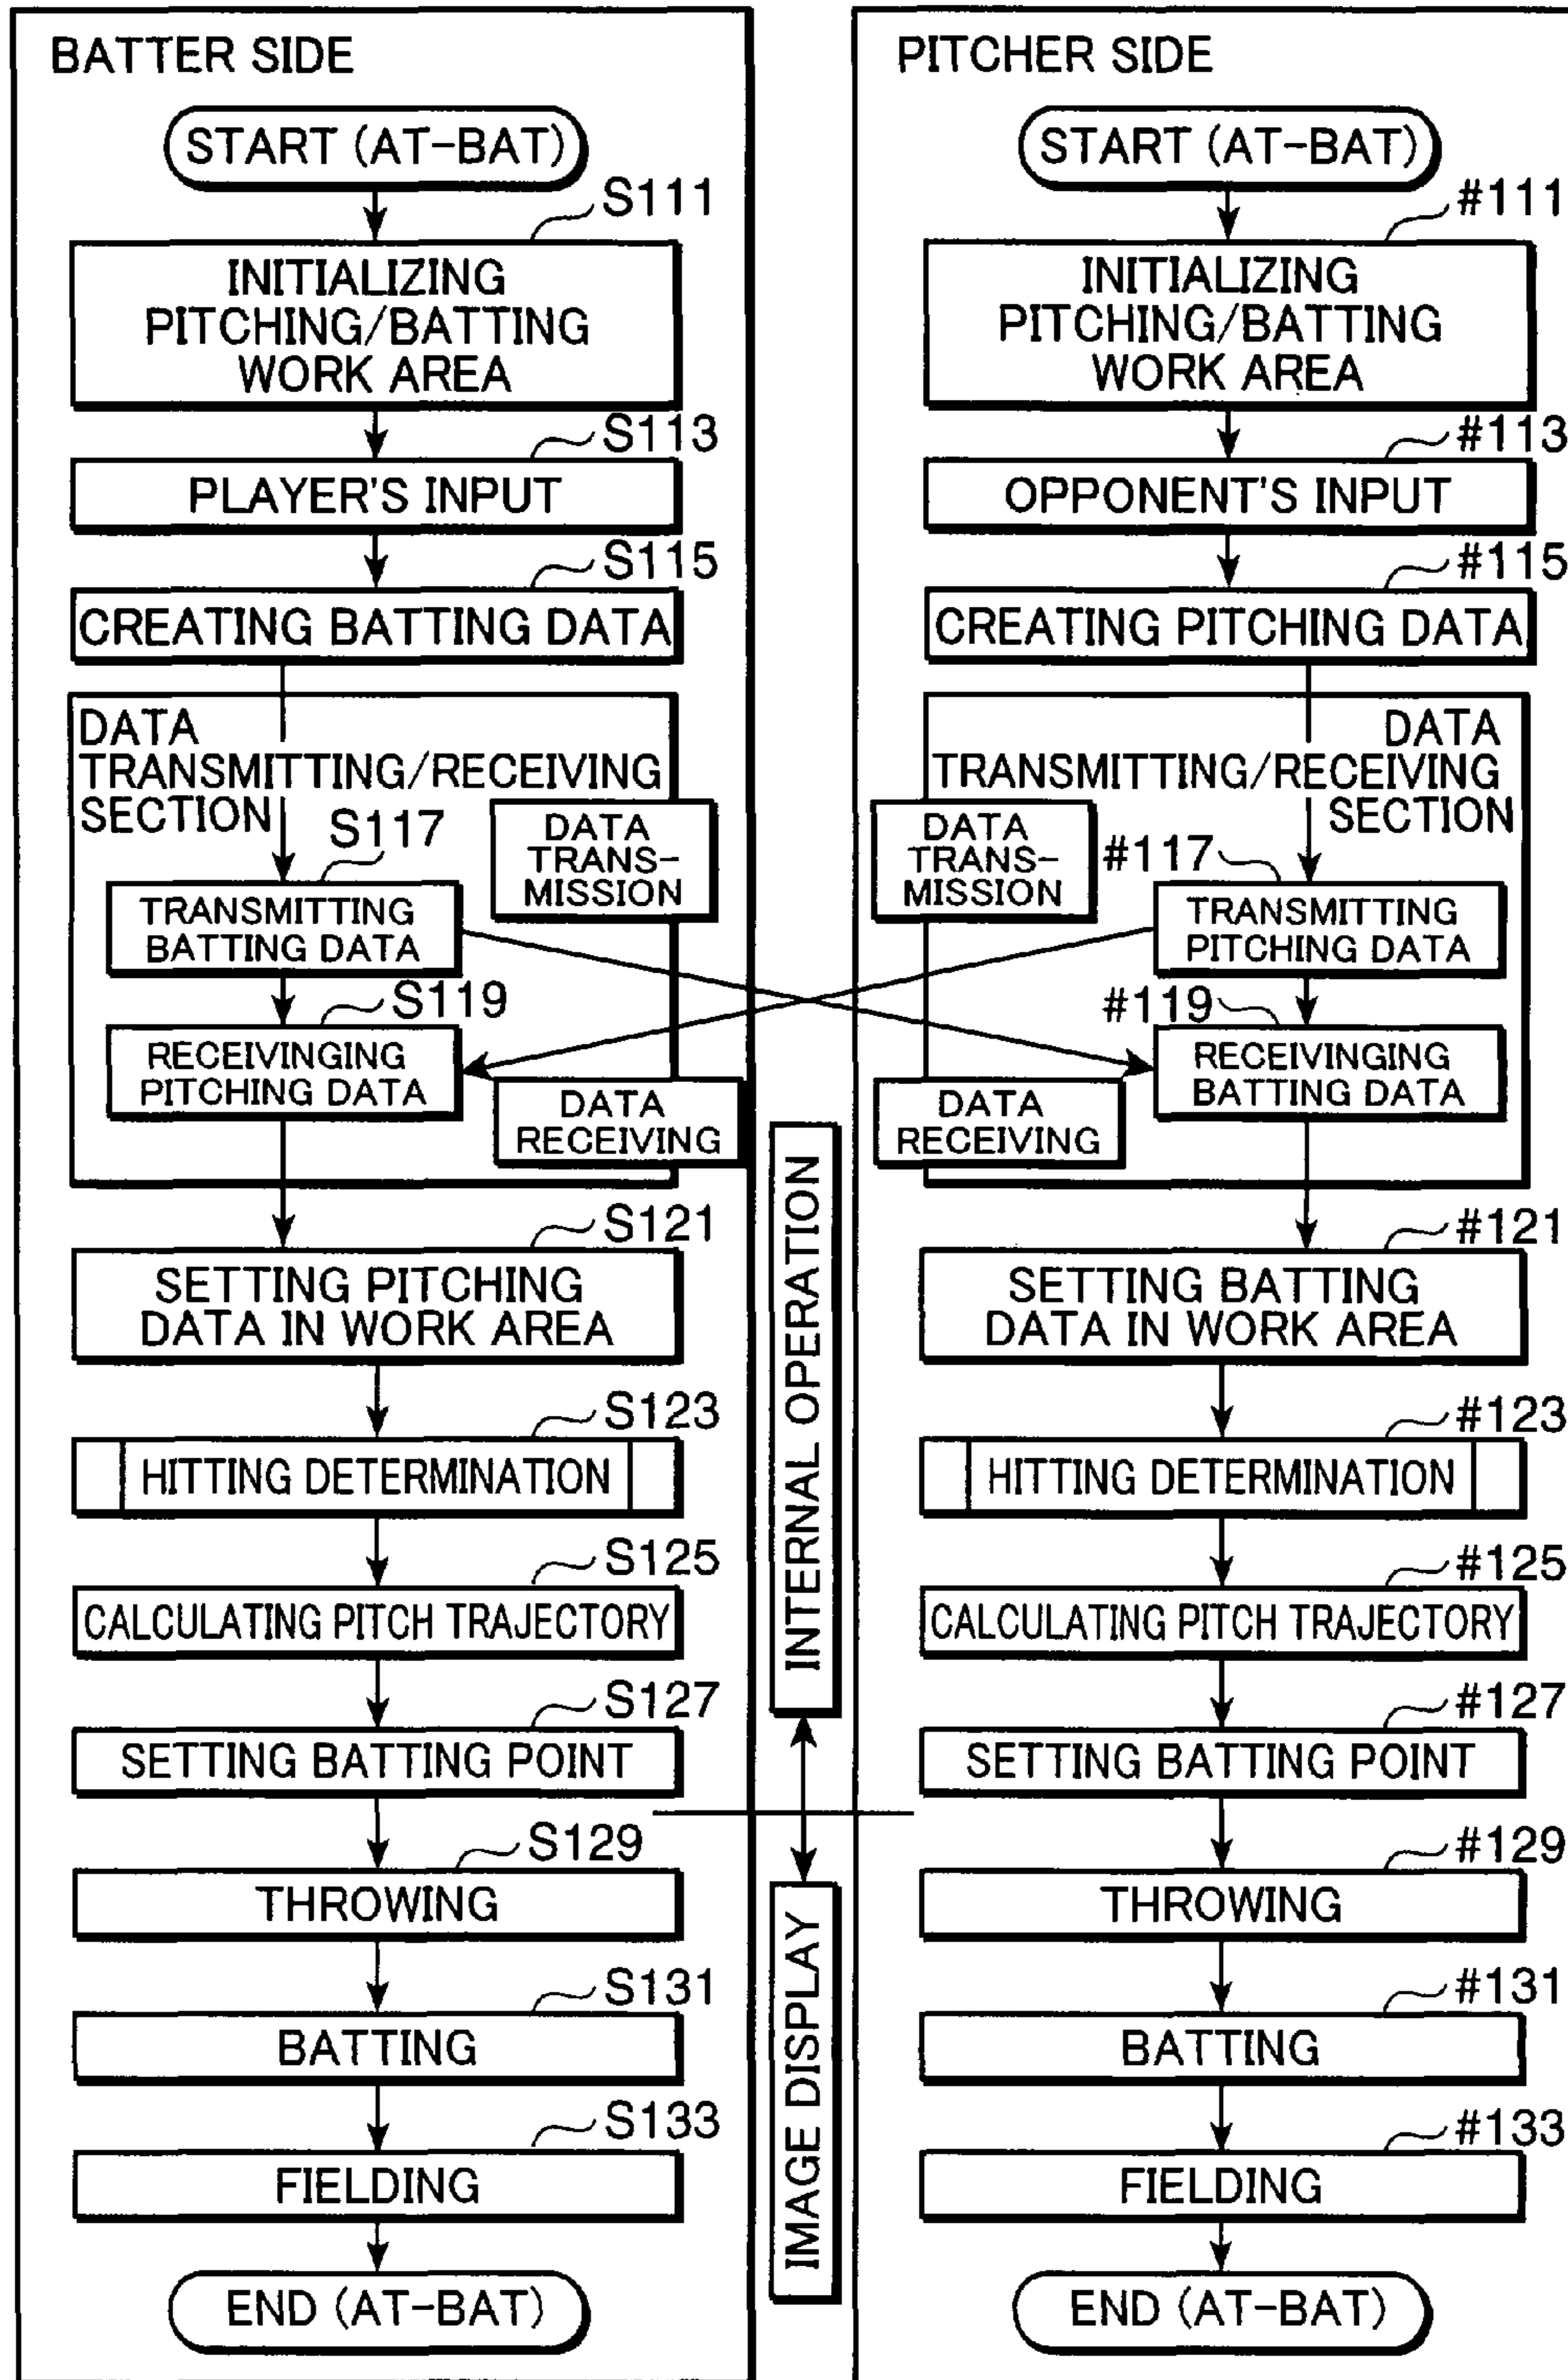 BATTER SIDE
START (AT-BAT)
S111
INITIALIZING
PITCHING/BATTING
WORK AREA
S113
PLAYER'S INPUT
S115
CREATING BATTING DATA
DATA
TRANSMITTING/RECEIVING
SECTION
S117
DATA
TRANS-
MISSION
TRANSMITTING
BATTING DATA
S119
RECEIVINGING
PITCHING DATA
DATA
RECEIVING
S121
SETTING PITCHING
DATA IN WORK AREA
S123
HITTING DETERMINATION
S125
CALCULATING PITCH TRAJECTORY
S127
SETTING BATTING POINT
S129
THROWING
S131
BATTING
S133
FIELDING
END (AT-BAT)
INTERNAL OPERATION
IMAGE DISPLAY
PITCHER SIDE
START (AT-BAT)
#111
INITIALIZING
PITCHING/BATTING
WORK AREA
#113
OPPONENT'S INPUT
#115
CREATING PITCHING DATA
DATA
TRANSMITTING/RECEIVING
SECTION
DATA
TRANS-
MISSION
#117
TRANSMITTING
PITCHING DATA
#119
RECEIVINGING
BATTING DATA
DATA
RECEIVING
#121
SETTING BATTING
DATA IN WORK AREA
#123
HITTING DETERMINATION
#125
CALCULATING PITCH TRAJECTORY
#127
SETTING BATTING POINT
#129
THROWING
#131
BATTING
#133
FIELDING
END (AT-BAT)